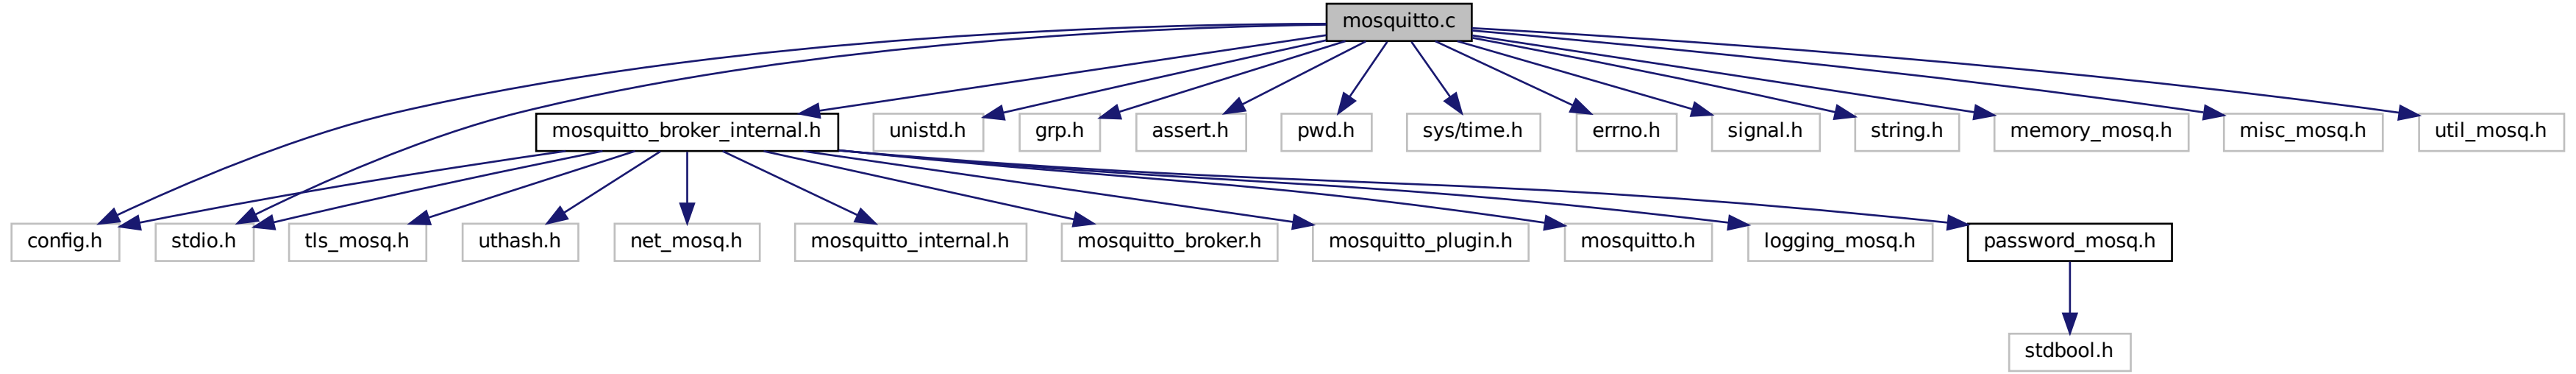 mosquitto.c
mosquitto_broker_internal.h
unistd.h
grp.h
assert.h
pwd.h
sys/time.h
errno.h
signal.h
string.h
memory_mosq.h
misc_mosq.h
util_mosq.h
config.h
stdio.h
tls_mosq.h
uthash.h
net_mosq.h
mosquitto_internal.h
mosquitto_broker.h
mosquitto_plugin.h
mosquitto.h
logging_mosq.h
password_mosq.h
stdbool.h